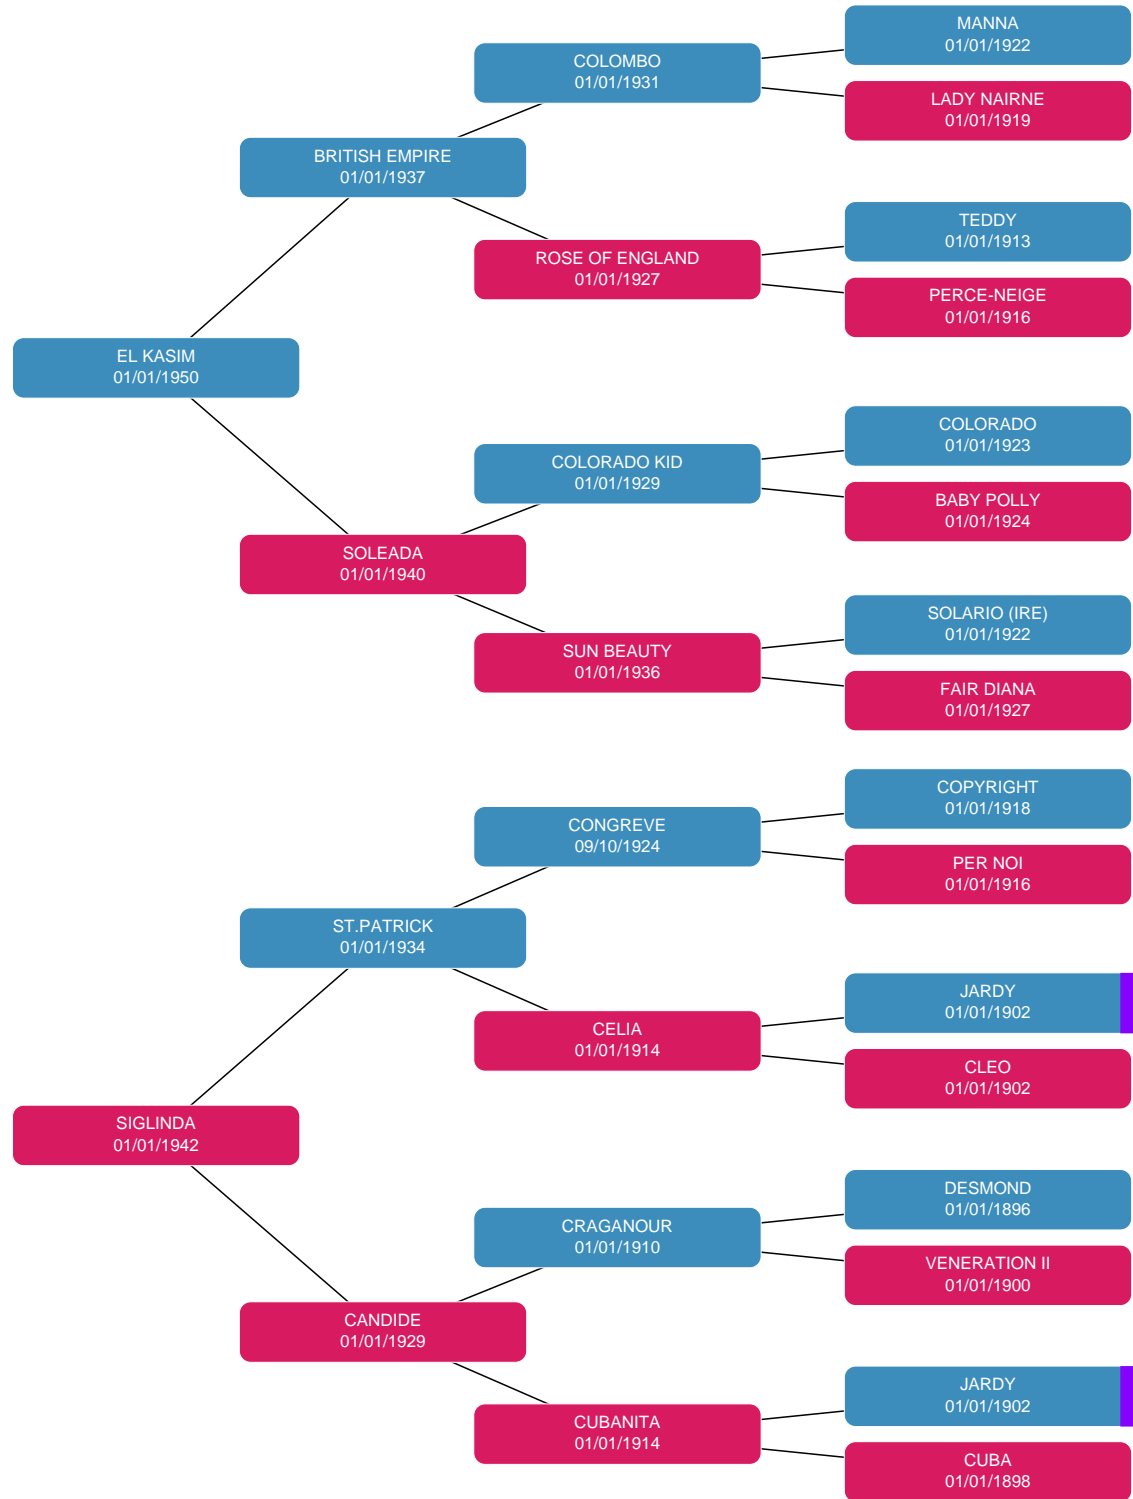 MANNA
01/01/1922
COLOMBO
01/01/1931
LADY NAIRNE
01/01/1919
BRITISH EMPIRE
01/01/1937
TEDDY
01/01/1913
ROSE OF ENGLAND
01/01/1927
PERCE-NEIGE
01/01/1916
EL KASIM
01/01/1950
COLORADO
01/01/1923
COLORADO KID
01/01/1929
BABY POLLY
01/01/1924
SOLEADA
01/01/1940
SOLARIO (IRE)
01/01/1922
SUN BEAUTY
01/01/1936
FAIR DIANA
01/01/1927
COPYRIGHT
01/01/1918
CONGREVE
09/10/1924
PER NOI
01/01/1916
ST.PATRICK
01/01/1934
JARDY
01/01/1902
CELIA
01/01/1914
CLEO
01/01/1902
SIGLINDA
01/01/1942
DESMOND
01/01/1896
CRAGANOUR
01/01/1910
VENERATION II
01/01/1900
CANDIDE
01/01/1929
JARDY
01/01/1902
CUBANITA
01/01/1914
CUBA
01/01/1898